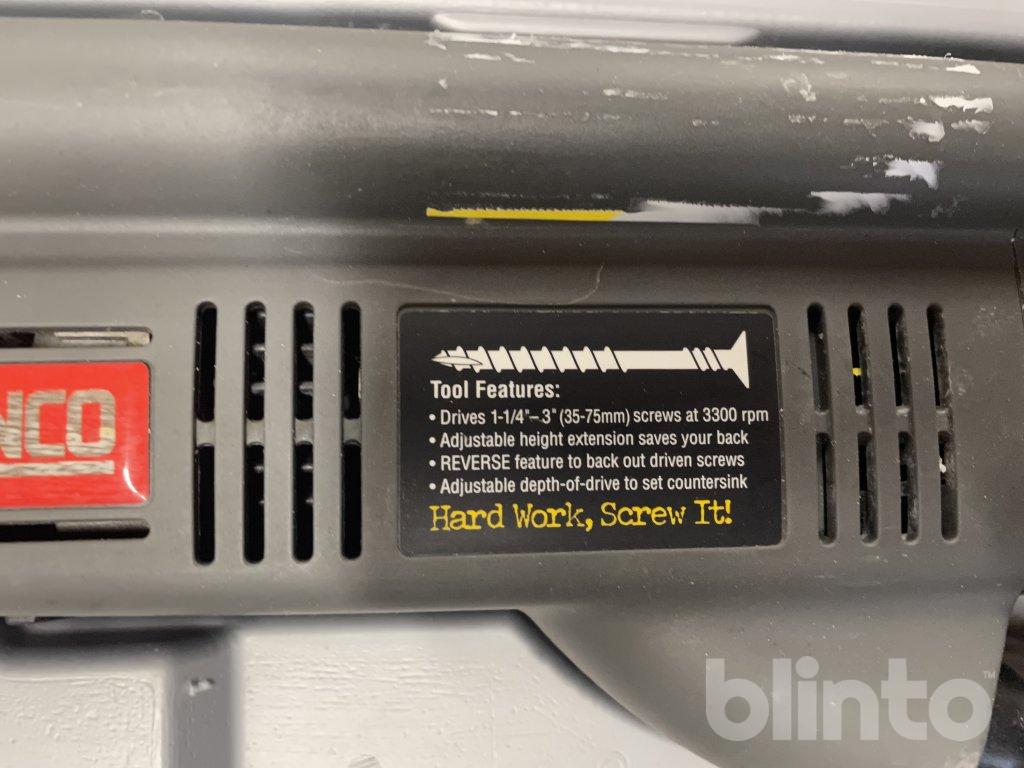 NCO
Tool Features:
• Drives 1-1/4"– 3" (35-75mm) screws at 3300 rpm
• Adjustable height extension saves your back
• REVERSE feature to back out driven screws
• Adjustable depth-of-drive to set countersink
Hard Work, Screw It!
blinto™